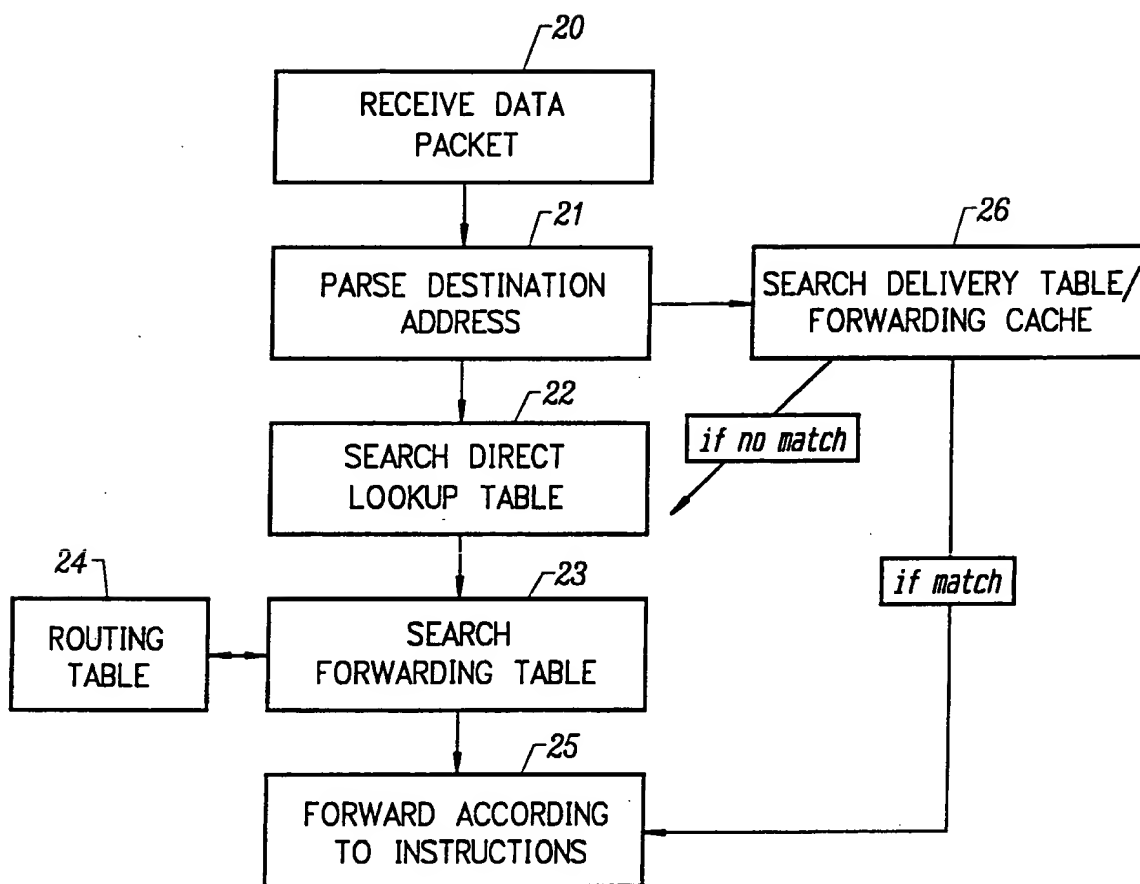 20
RECEIVE DATA
PACKET
21
PARSE DESTINATION
ADDRESS
26
SEARCH DELIVERY TABLE/
FORWARDING CACHE
22
SEARCH DIRECT
LOOKUP TABLE
if no match
24
ROUTING
TABLE
23
SEARCH
FORWARDING TABLE
if match
25
FORWARD ACCORDING
TO INSTRUCTIONS